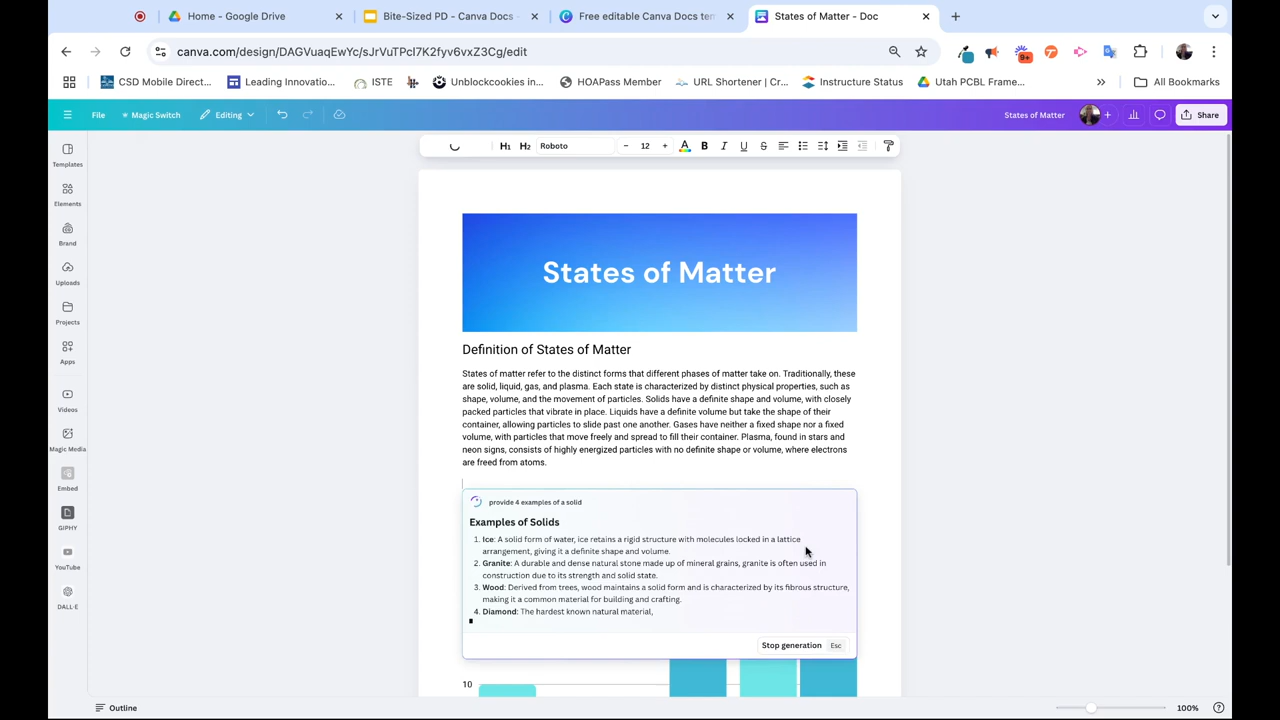 Home - Google Drive
Bite-Sized PD - Canva Docs -
Free editable Canva Docs ten
States of Matter - Doc
canva.com/design/DAGVuaqEwYc/sJrVuTPcI7K2fyv6vxZ3Cg/edit
9+
CSD Mobile Direct...
Leading Innovatio...
ISTE
Unblockcookies in...
HOAPass Member
URL Shortener | Cr...
Instructure Status
Utah PCBL Frame...
All Bookmarks
File
Magic Switch
Editing
States of Matter
Share
H1 H2 Roboto 12 A B I U S
Templates
Elements
Brand
Uploads
Projects
Apps
Videos
Magic Media
Embed
GIPHY
YouTube
DALL·E
States of Matter
Definition of States of Matter
States of matter refer to the distinct forms that different phases of matter take on. Traditionally, these
are solid, liquid, gas, and plasma. Each state is characterized by distinct physical properties, such as
shape, volume, and the movement of particles. Solids have a definite shape and volume, with closely
packed particles that vibrate in place. Liquids have a definite volume but take the shape of their
container, allowing particles to slide past one another. Gases have neither a fixed shape nor a fixed
volume, with particles that move freely and spread to fill their container. Plasma, found in stars and
neon signs, consists of highly energized particles with no definite shape or volume, where electrons
are freed from atoms.
provide 4 examples of a solid
Examples of Solids
1. Ice: A solid form of water, ice retains a rigid structure with molecules locked in a lattice
arrangement, giving it a definite shape and volume.
2. Granite: A durable and dense natural stone made up of mineral grains, granite is often used in
construction due to its strength and solid state.
3. Wood: Derived from trees, wood maintains a solid form and is characterized by its fibrous structure,
making it a common material for building and crafting.
4. Diamond: The hardest known natural material,
Stop generation Esc
10
Outline
100%